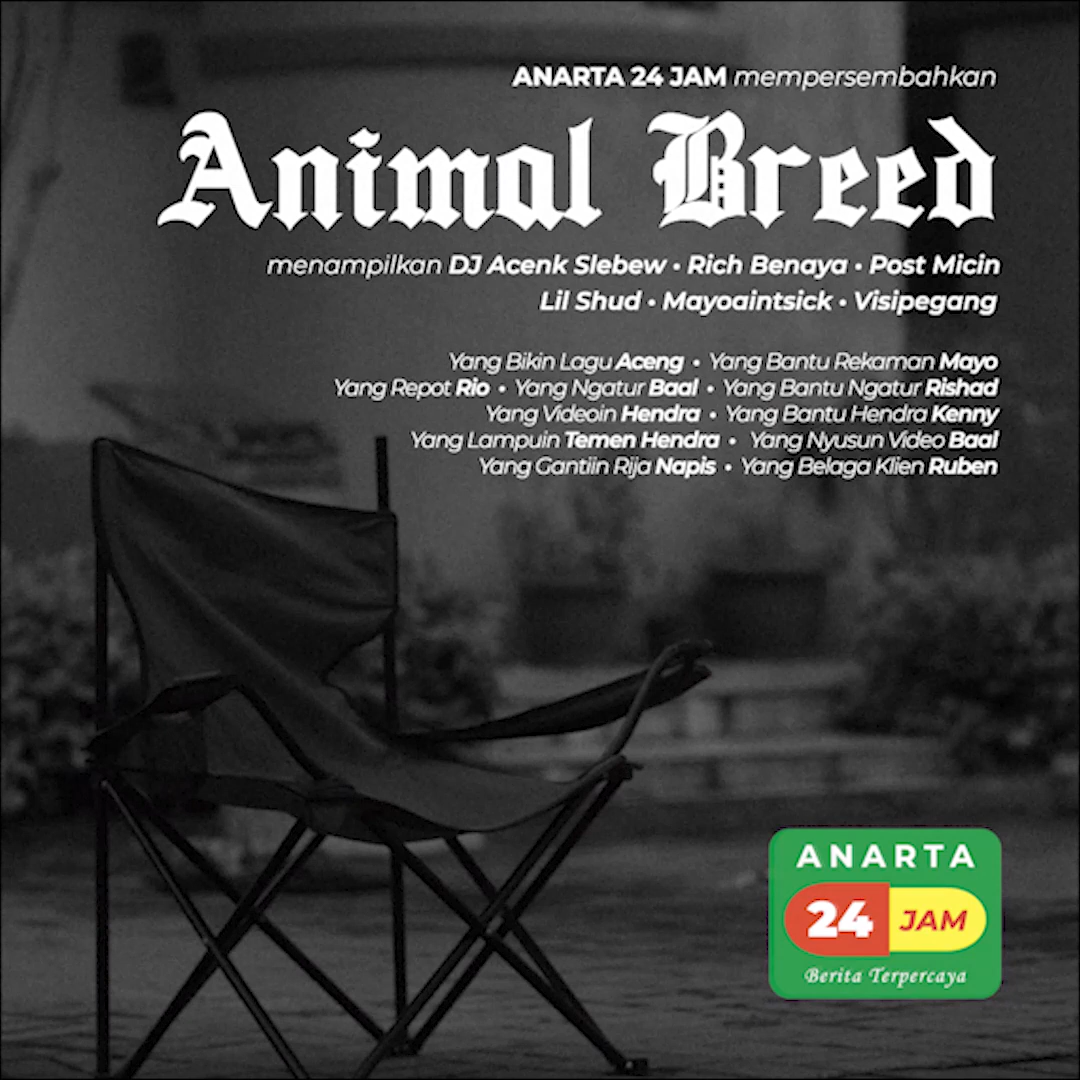 ANARTA 24 JAM mempersembahkan
Animal Breed
menampilkan DJ Acenk Slebew • Rich Benaya • Post Micin
Lil Shud • Mayoaintsick • Visipegang
Yang Bikin Lagu Aceng • Yang Bantu Rekaman Mayo
Yang Repot Rio • Yang Ngatur Baal • Yang Bantu Ngatur Rishad
Yang Videoin Hendra • Yang Bantu Hendra Kenny
Yang Lampuin Temen Hendra • Yang Nyusun Video Baal
Yang Gantiin Rija Napis • Yang Belaga Klien Ruben
ANARTA
24 JAM
Berita Terpercaya